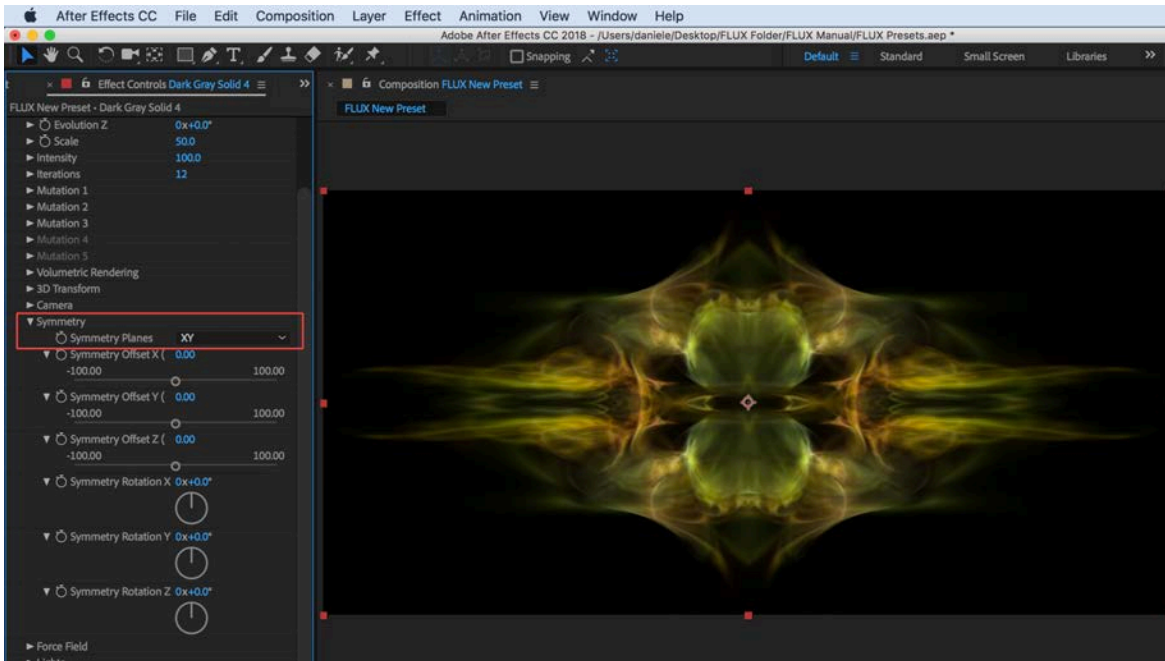 After Effects CC File Edit Composition Layer Effect Animation View Window Help
Adobe After Effects CC 2018 - /Users/daniele/Desktop/FLUX Folder/FLUX Manual/FLUX Presets.aep *
T Snapping Default Standard Small Screen Libraries »
t × Effect Controls Dark Gray Solid 4 » × Composition FLUX New Preset
FLUX New Preset • Dark Gray Solid 4 FLUX New Preset
Evolution Z 0x+0.0°
Scale 50.0
Intensity 100.0
Iterations 12
Mutation 1
Mutation 2
Mutation 3
Mutation 4
Mutation 5
Volumetric Rendering
3D Transform
Camera
Symmetry
Symmetry Planes XY
Symmetry Offset X ( 0.00
-100.00 100.00
Symmetry Offset Y ( 0.00
-100.00 100.00
Symmetry Offset Z ( 0.00
-100.00 100.00
Symmetry Rotation X 0x+0.0°
Symmetry Rotation Y 0x+0.0°
Symmetry Rotation Z 0x+0.0°
Force Field